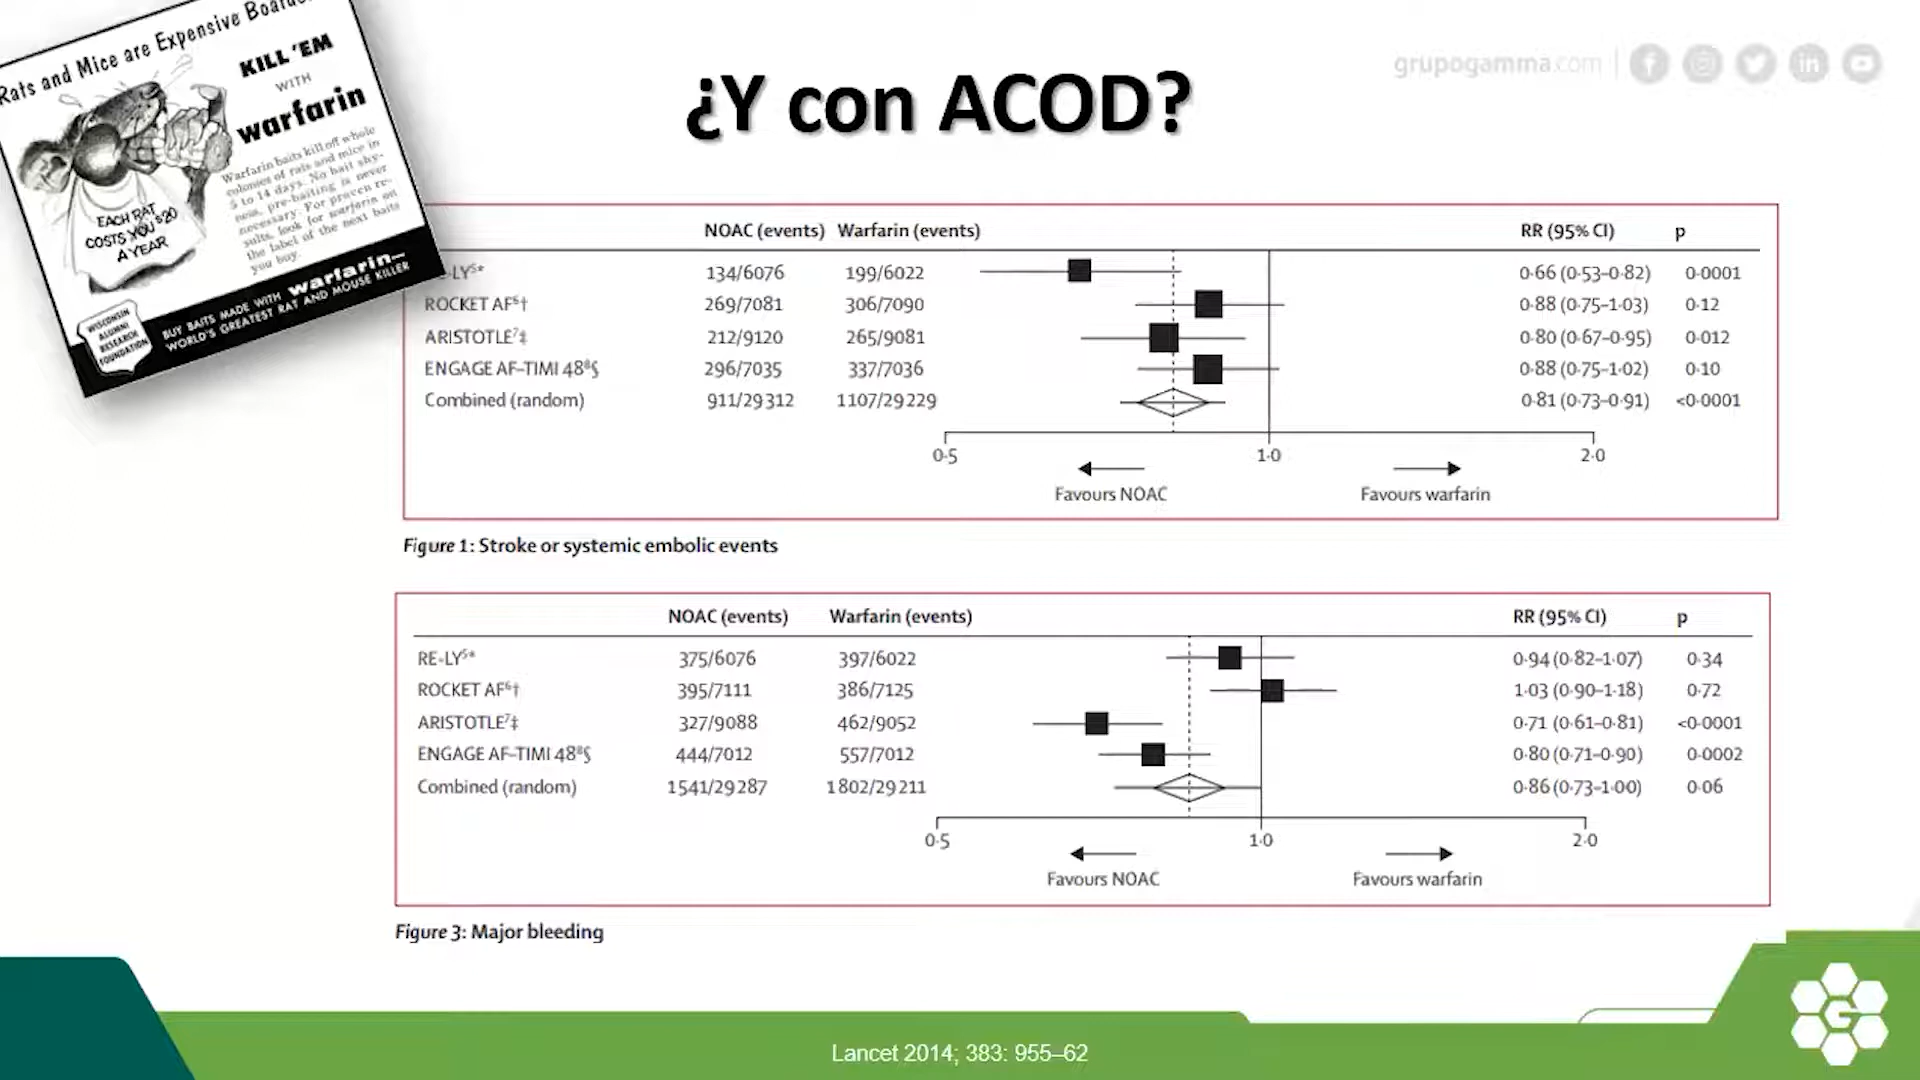 Rats and Mice are Expensive
KILL 'EM
WITH
warfarin
Warfarin baits kill off whole
colonies of rats and mice in
5 to 14 days. No bait shy-
ness, pre-baiting is never
necessary. For proven re-
sults, look for warfarin on
the label of the next baits
you buy.
EACH RAT
COSTS YOU $20
A YEAR
WISCONSIN
ALUMNI
RESEARCH
FOUNDATION
BUY BAITS MADE WITH warfarin—
WORLD'S GREATEST RAT AND MOUSE KILLER
¿Y con ACOD?
grupogamma.com
NOAC (events) Warfarin (events) RR (95% CI) p
-LY⁵* 134/6076 199/6022 0·66 (0·53–0·82) 0·0001
ROCKET AF⁶† 269/7081 306/7090 0·88 (0·75–1·03) 0·12
ARISTOTLE⁷‡ 212/9120 265/9081 0·80 (0·67–0·95) 0·012
ENGAGE AF–TIMI 48⁸§ 296/7035 337/7036 0·88 (0·75–1·02) 0·10
Combined (random) 911/29 312 1107/29 229 0·81 (0·73–0·91) <0·0001
0·5 1·0 2·0
Favours NOAC Favours warfarin
Figure 1: Stroke or systemic embolic events
NOAC (events) Warfarin (events) RR (95% CI) p
RE-LY⁵* 375/6076 397/6022 0·94 (0·82–1·07) 0·34
ROCKET AF⁶† 395/7111 386/7125 1·03 (0·90–1·18) 0·72
ARISTOTLE⁷‡ 327/9088 462/9052 0·71 (0·61–0·81) <0·0001
ENGAGE AF–TIMI 48⁸§ 444/7012 557/7012 0·80 (0·71–0·90) 0·0002
Combined (random) 1541/29 287 1802/29 211 0·86 (0·73–1·00) 0·06
0·5 1·0 2·0
Favours NOAC Favours warfarin
Figure 3: Major bleeding
Lancet 2014; 383: 955–62